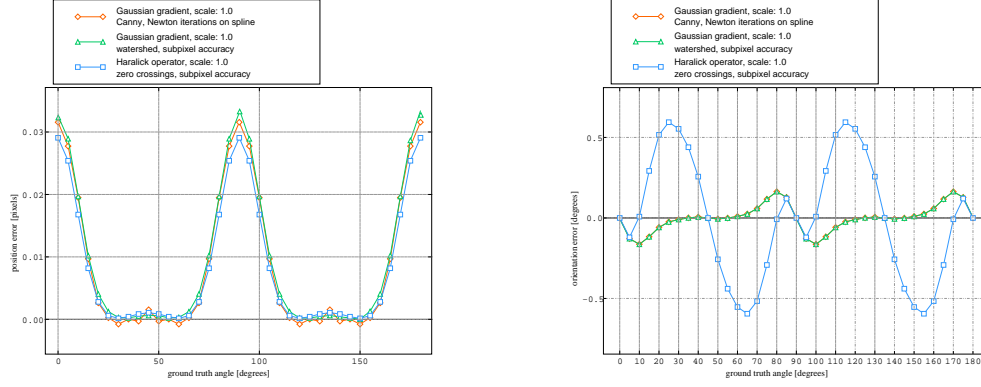 Gaussian gradient, scale: 1.0
Canny, Newton iterations on spline
Gaussian gradient, scale: 1.0
watershed, subpixel accuracy
Haralick operator, scale: 1.0
zero crossings, subpixel accuracy
position error [pixels]
0.03
0.02
0.01
0.00
0 50 100 150
ground truth angle [degrees]
Gaussian gradient, scale: 1.0
Canny, Newton iterations on spline
Gaussian gradient, scale: 1.0
watershed, subpixel accuracy
Haralick operator, scale: 1.0
zero crossings, subpixel accuracy
orientation error [degrees]
0.5
0.0
-0.5
0 10 20 30 40 50 60 70 80 90 100 110 120 130 140 150 160 170 180
ground truth angle [degrees]